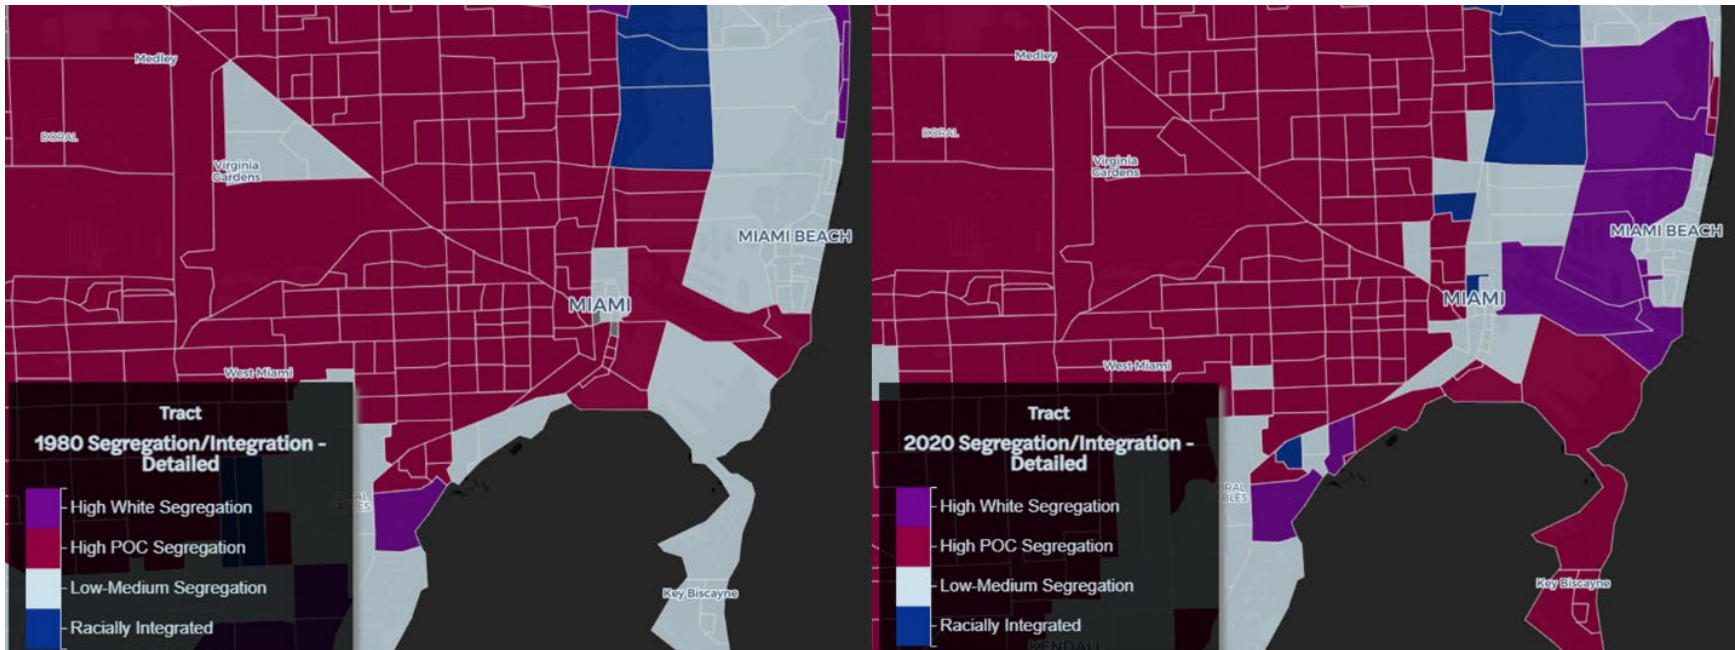 Medley
DORAL
Virginia
Gardens
MIAMI BEACH
MIAMI
West Miami
Tract
1980 Segregation/Integration -
Detailed
High White Segregation
High POC Segregation
Low-Medium Segregation
Racially Integrated
Key Biscayne
Medley
DORAL
Virginia
Gardens
MIAMI BEACH
MIAMI
West Miami
Tract
2020 Segregation/Integration -
Detailed
High White Segregation
High POC Segregation
Low-Medium Segregation
Racially Integrated
Key Biscayne
KENDALL